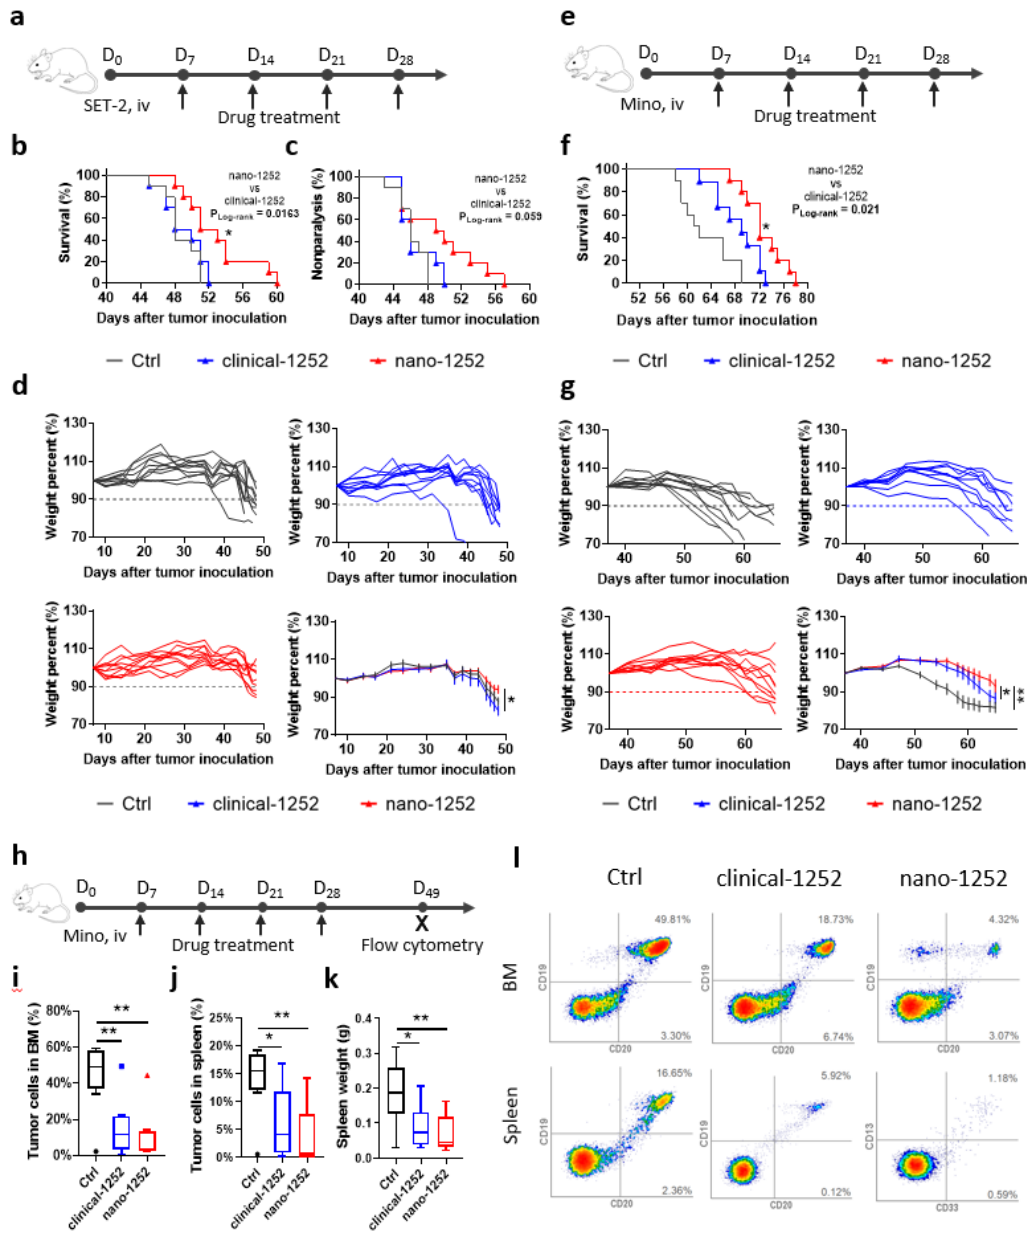 a
D0 D7 D14 D21 D28
SET-2, iv
Drug treatment
e
D0 D7 D14 D21 D28
Mino, iv
Drug treatment
b
Survival (%)
100
80
60
40
20
0
40 44 48 52 56 60
Days after tumor inoculation
nano-1252
vs
clinical-1252
PLog-rank = 0.0163
*
c
Nonparalysis (%)
100
80
60
40
20
0
40 44 48 52 56 60
Days after tumor inoculation
nano-1252
vs
clinical-1252
PLog-rank = 0.059
f
Survival (%)
100
80
60
40
20
0
52 56 60 64 68 72 76 80
Days after tumor inoculation
nano-1252
vs
clinical-1252
PLog-rank = 0.021
*
Ctrl clinical-1252 nano-1252
Ctrl clinical-1252 nano-1252
d
Weight percent (%)
130
110
90
70
10 20 30 40 50
Days after tumor inoculation
Weight percent (%)
130
110
90
70
10 20 30 40 50
Days after tumor inoculation
Weight percent (%)
130
110
90
70
10 20 30 40 50
Days after tumor inoculation
Weight percent (%)
130
110
90
70
10 20 30 40 50
Days after tumor inoculation
*
g
Weight percent (%)
130
110
90
70
40 50 60
Days after tumor inoculation
Weight percent (%)
130
110
90
70
40 50 60
Days after tumor inoculation
Weight percent (%)
130
110
90
70
40 50 60
Days after tumor inoculation
Weight percent (%)
130
110
90
70
40 50 60
Days after tumor inoculation
*
**
Ctrl clinical-1252 nano-1252
Ctrl clinical-1252 nano-1252
h
D0 D7 D14 D21 D28 D49
X
Mino, iv
Drug treatment
Flow cytometry
i
Tumor cells in BM (%)
80%
60%
40%
20%
0%
**
**
Ctrl
clinical-1252
nano-1252
j
Tumor cells in spleen (%)
25%
20%
15%
10%
5%
0%
**
*
Ctrl
clinical-1252
nano-1252
k
Spleen weight (g)
0.4
0.3
0.2
0.1
0.0
**
*
Ctrl
clinical-1252
nano-1252
l
Ctrl clinical-1252 nano-1252
BM
CD19
49.81%
3.30%
CD20
CD19
18.73%
6.74%
CD20
CD19
4.32%
3.07%
CD20
Spleen
CD19
16.65%
2.36%
CD20
CD19
5.92%
0.12%
CD20
CD13
1.18%
0.59%
CD33